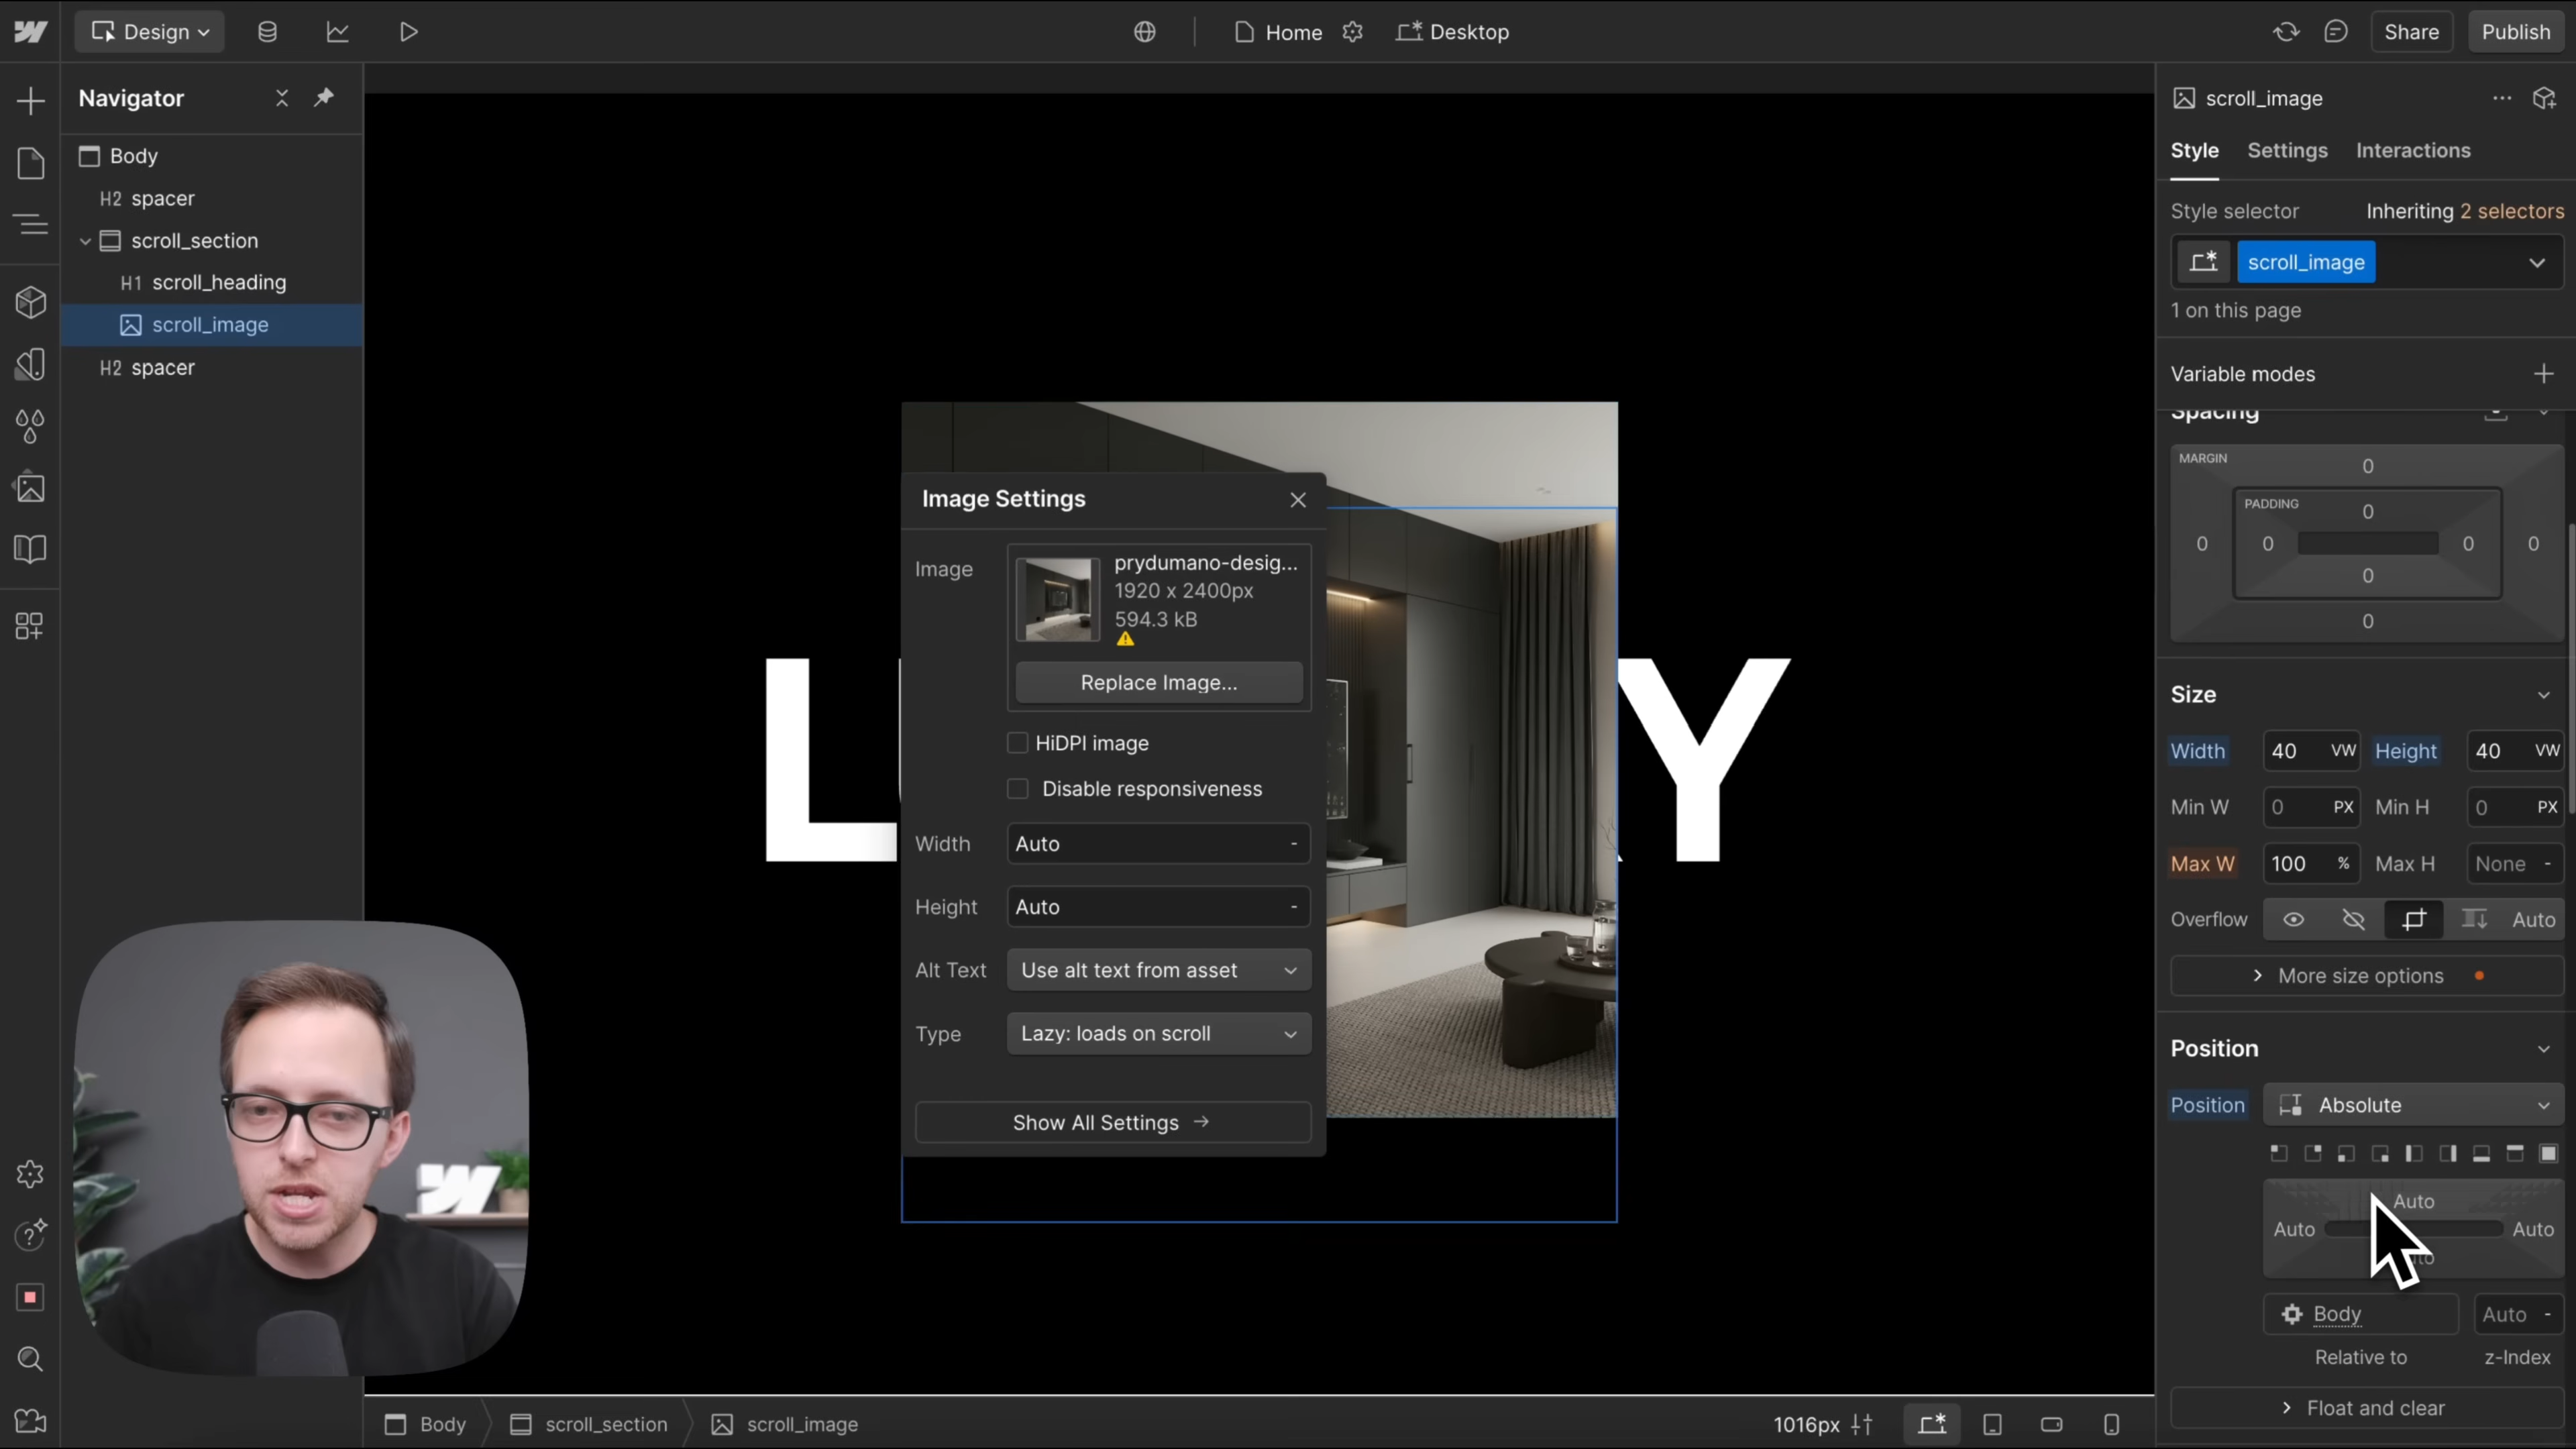 Design
Home
Desktop
Share
Publish
Navigator
Body
H2 spacer
scroll_section
H1 scroll_heading
scroll_image
H2 spacer
L
Y
Image Settings
Image
prydumano-desig...
1920 x 2400px
594.3 kB
Replace Image...
HiDPI image
Disable responsiveness
Width Auto -
Height Auto -
Alt Text Use alt text from asset
Type Lazy: loads on scroll
Show All Settings →
scroll_image
Style Settings Interactions
Style selector Inheriting 2 selectors
scroll_image
1 on this page
Variable modes
Spacing
MARGIN
0
PADDING
0
0 0 0 0
0
0
Size
Width 40 VW Height 40 VW
Min W 0 PX Min H 0 PX
Max W 100 % Max H None -
Overflow Auto
More size options
Position
Position Absolute
Auto
Auto Auto
Body Auto -
Relative to z-Index
Float and clear
Body scroll_section scroll_image 1016px